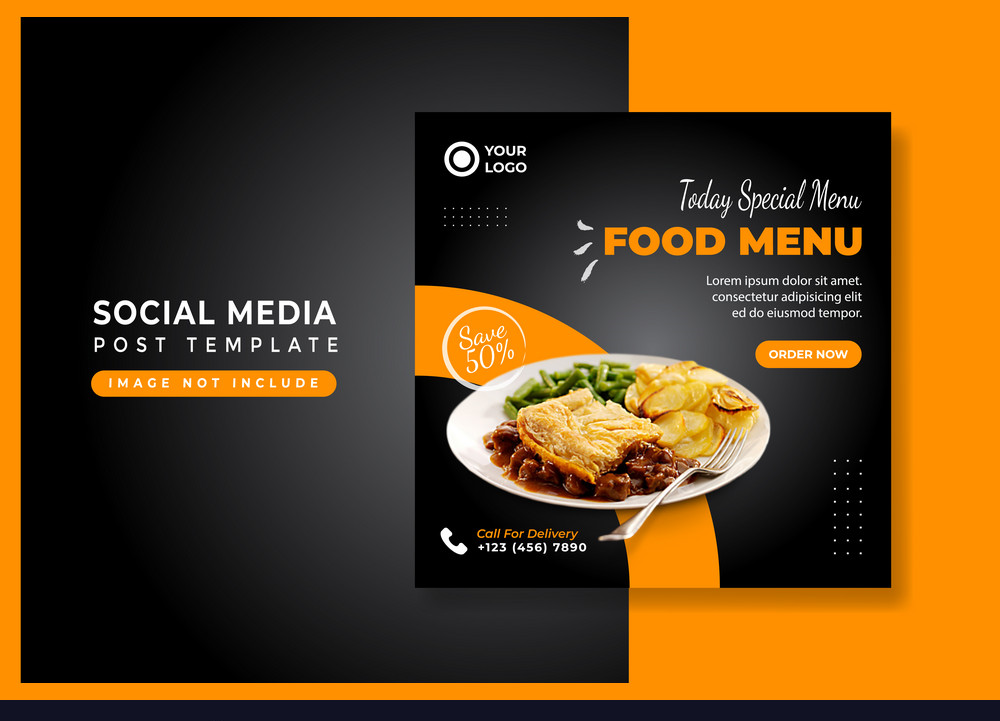 SOCIAL MEDIA
POST TEMPLATE
IMAGE NOT INCLUDE
YOUR
LOGO
Today Special Menu
FOOD MENU
Lorem ipsum dolor sit amet.
consectetur adipisicing elit
ed do eiusmod tempor.
ORDER NOW
Save
50%
Call For Delivery
+123 (456) 7890